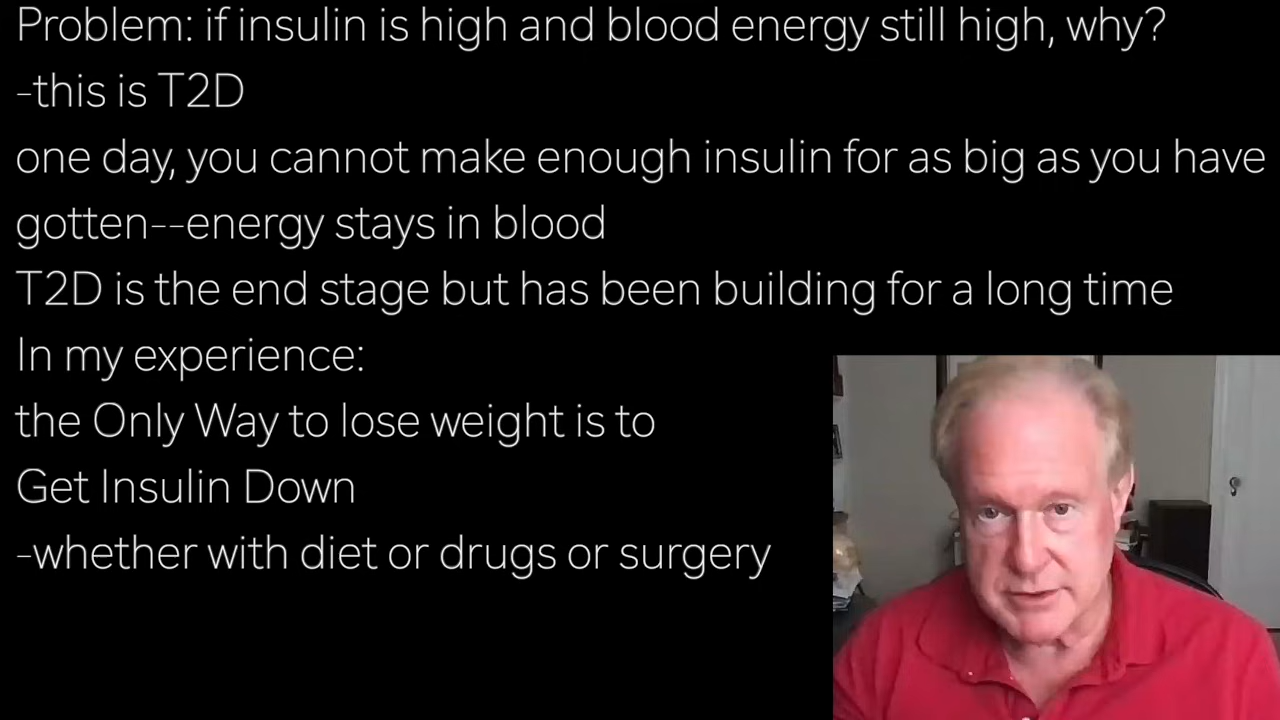 Problem: if insulin is high and blood energy still high, why?
-this is T2D
one day, you cannot make enough insulin for as big as you have
gotten--energy stays in blood
T2D is the end stage but has been building for a long time
In my experience:
the Only Way to lose weight is to
Get Insulin Down
-whether with diet or drugs or surgery